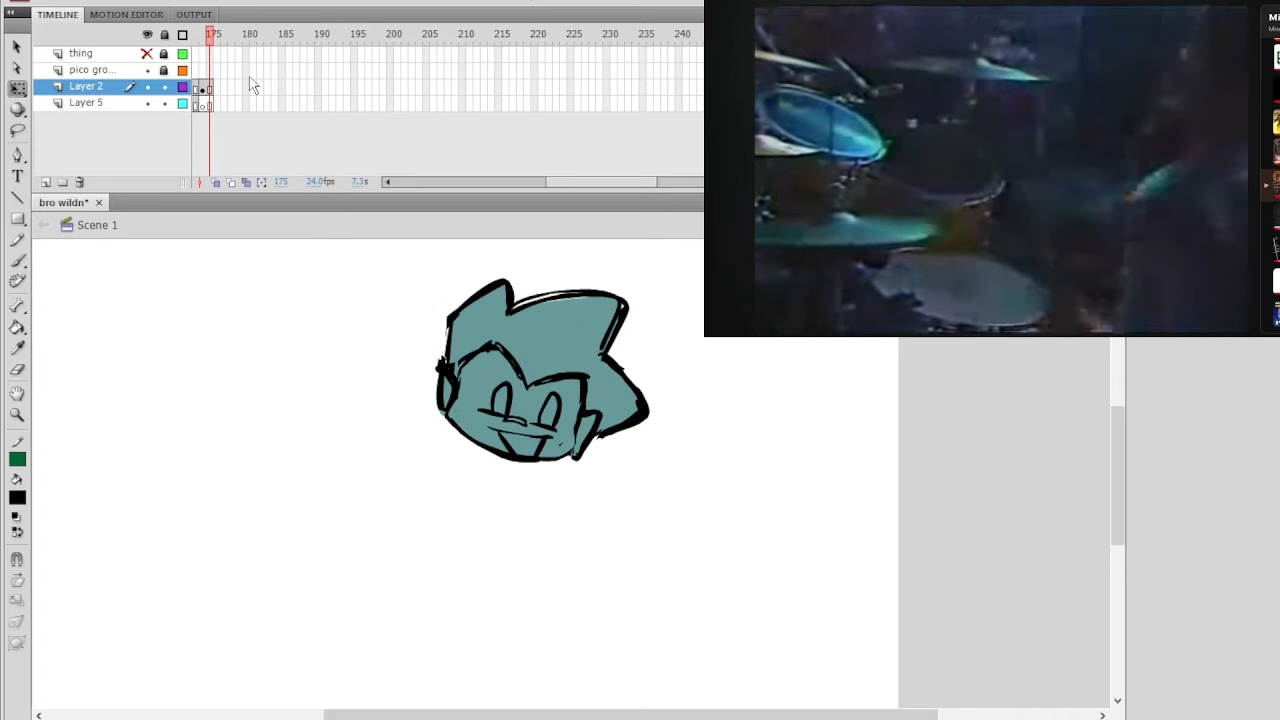 TIMELINE MOTION EDITOR OUTPUT
175 180 185 190 195 200 205 210 215 220 225 230 235 240
thing
pico gro...
Layer 2
Layer 5
175 24.0fps 7.3s
bro wildn* ×
Scene 1